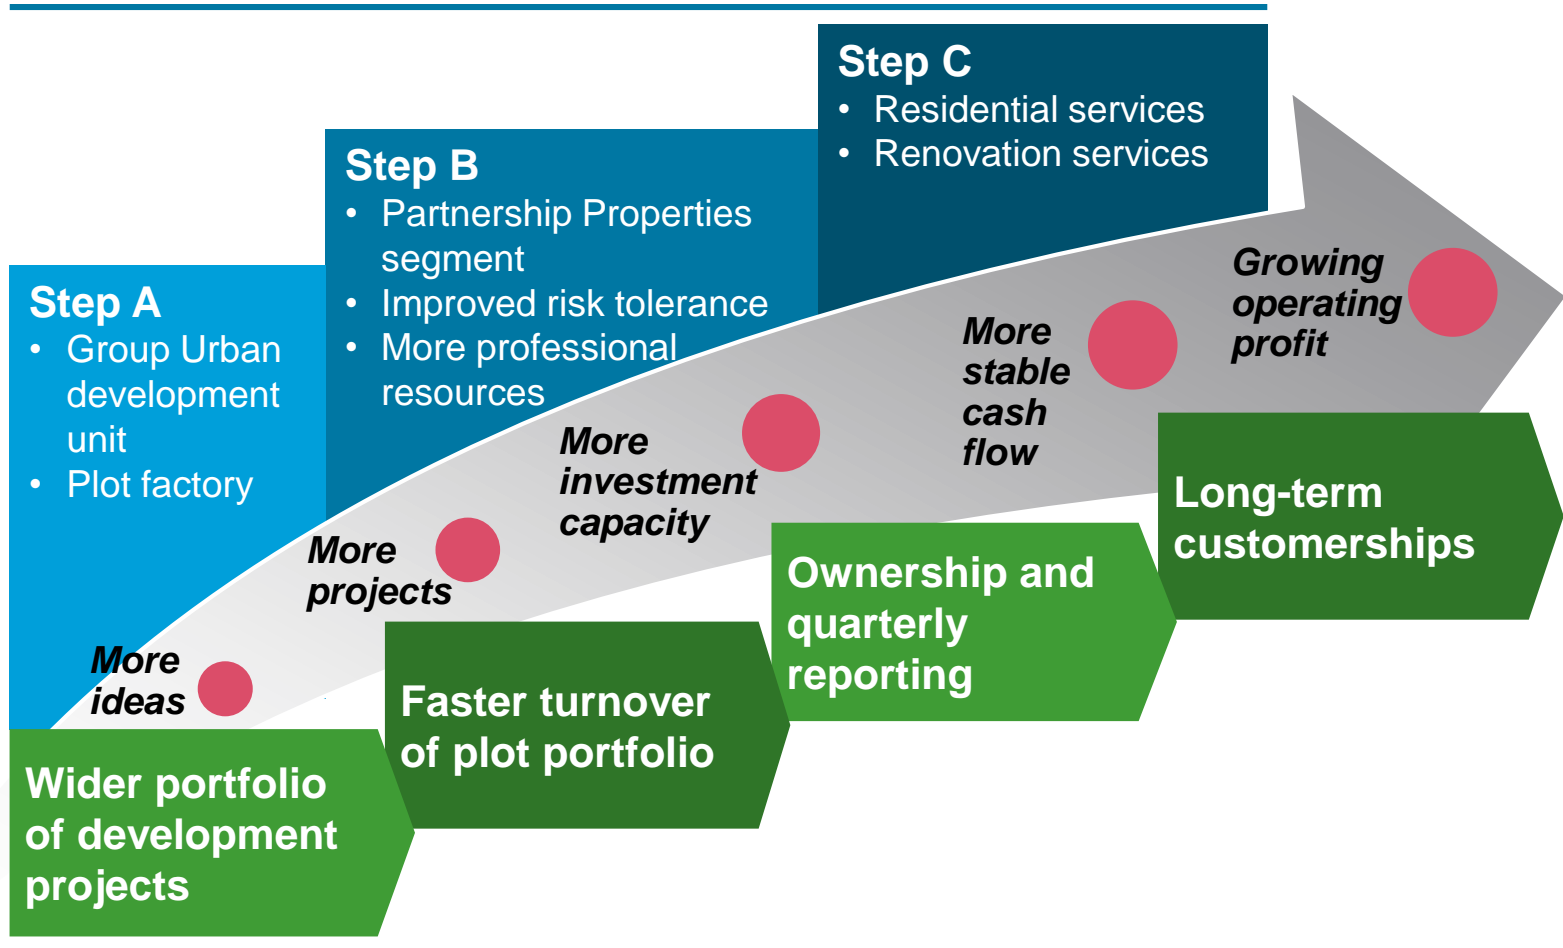 Step C
• Residential services
• Renovation services
Step B
• Partnership Properties
segment
• Improved risk tolerance
• More professional
resources
Step A
• Group Urban
development
unit
• Plot factory
More
ideas
More
projects
More
investment
capacity
More
stable
cash
flow
Growing
operating
profit
Wider portfolio
of development
projects
Faster turnover
of plot portfolio
Ownership and
quarterly
reporting
Long-term
customerships